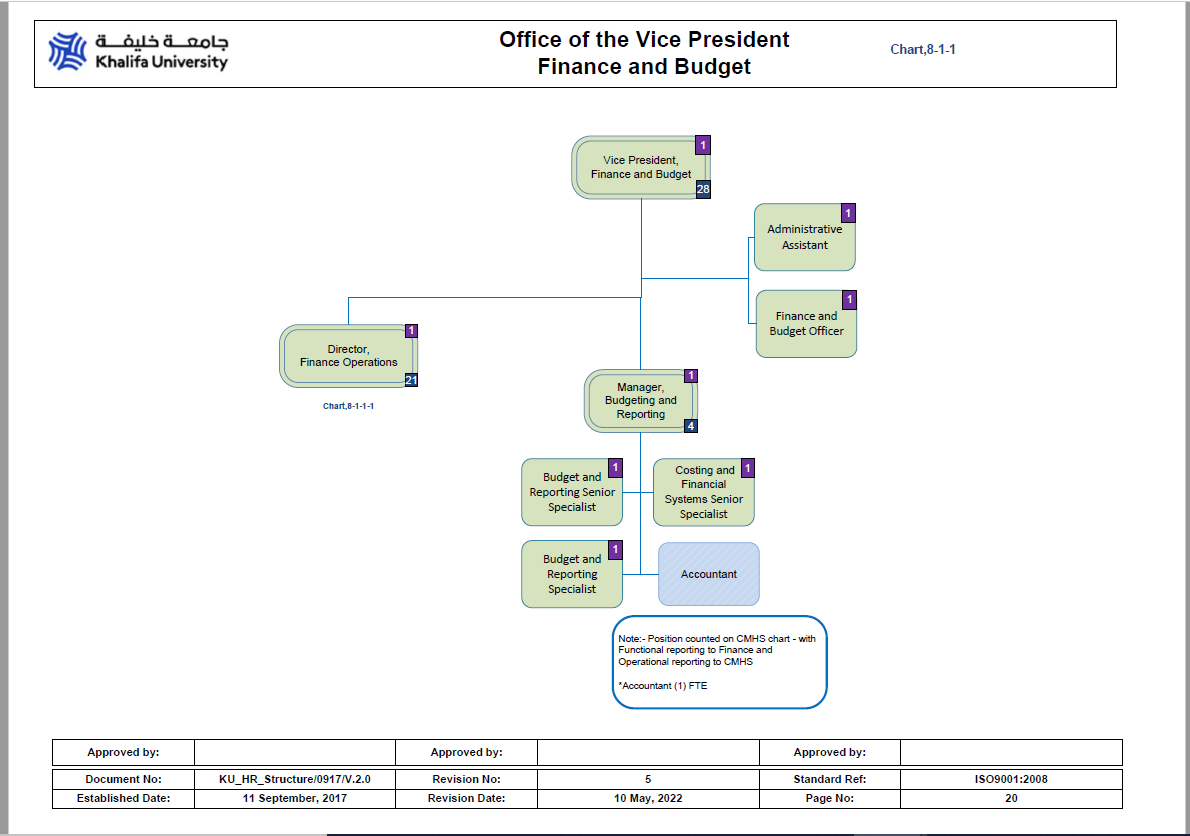 جامعة خليفة
Khalifa University
Office of the Vice President
Finance and Budget
Chart,8-1-1
1
Vice President,
Finance and Budget
28
1
Administrative
Assistant
1
Finance and
Budget Officer
1
Director,
Finance Operations
21
Chart,8-1-1-1
1
Manager,
Budgeting and
Reporting
4
1
Budget and
Reporting Senior
Specialist
1
Costing and
Financial
Systems Senior
Specialist
1
Budget and
Reporting
Specialist
Accountant
Note:- Position counted on CMHS chart - with
Functional reporting to Finance and
Operational reporting to CMHS
*Accountant (1) FTE
Approved by: Approved by: Approved by:
Document No: KU_HR_Structure/0917/V.2.0 Revision No: 5 Standard Ref: ISO9001:2008
Established Date: 11 September, 2017 Revision Date: 10 May, 2022 Page No: 20